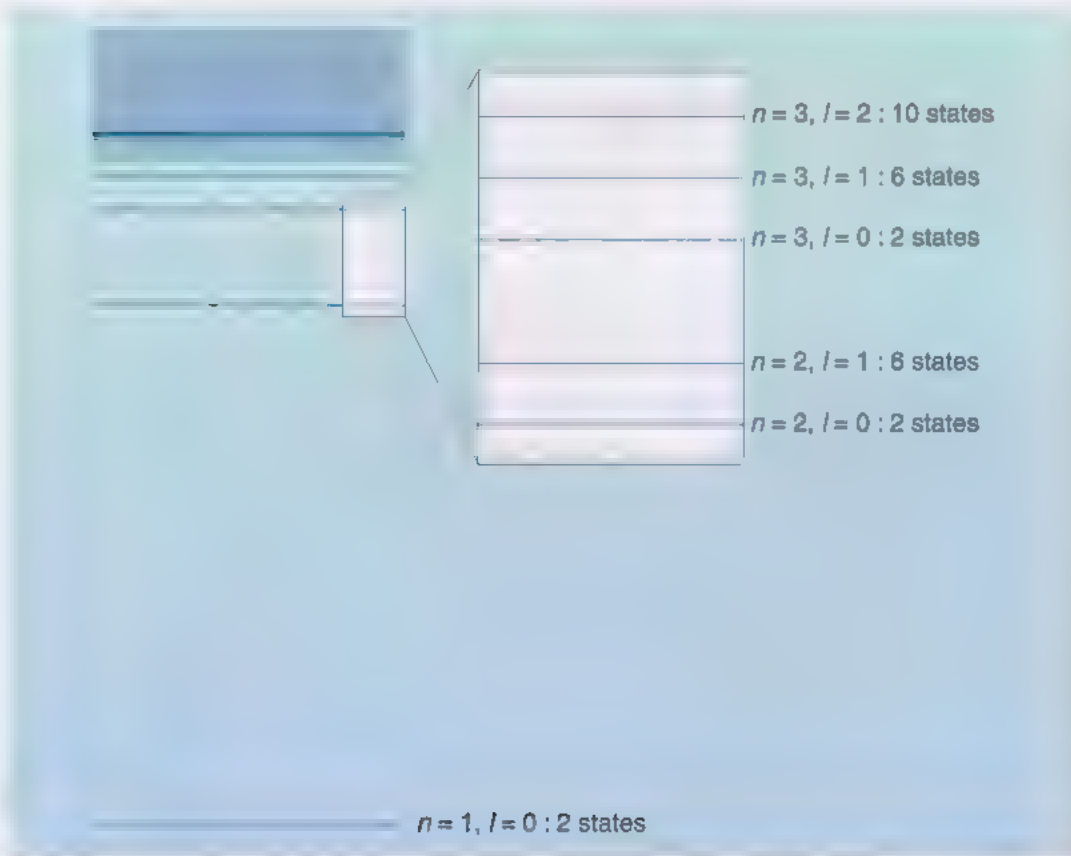 n = 3, l = 2 : 10 states
n = 3, l = 1 : 6 states
n = 3, l = 0 : 2 states
n = 2, l = 1 : 6 states
n = 2, l = 0 : 2 states
n = 1, l = 0 : 2 states